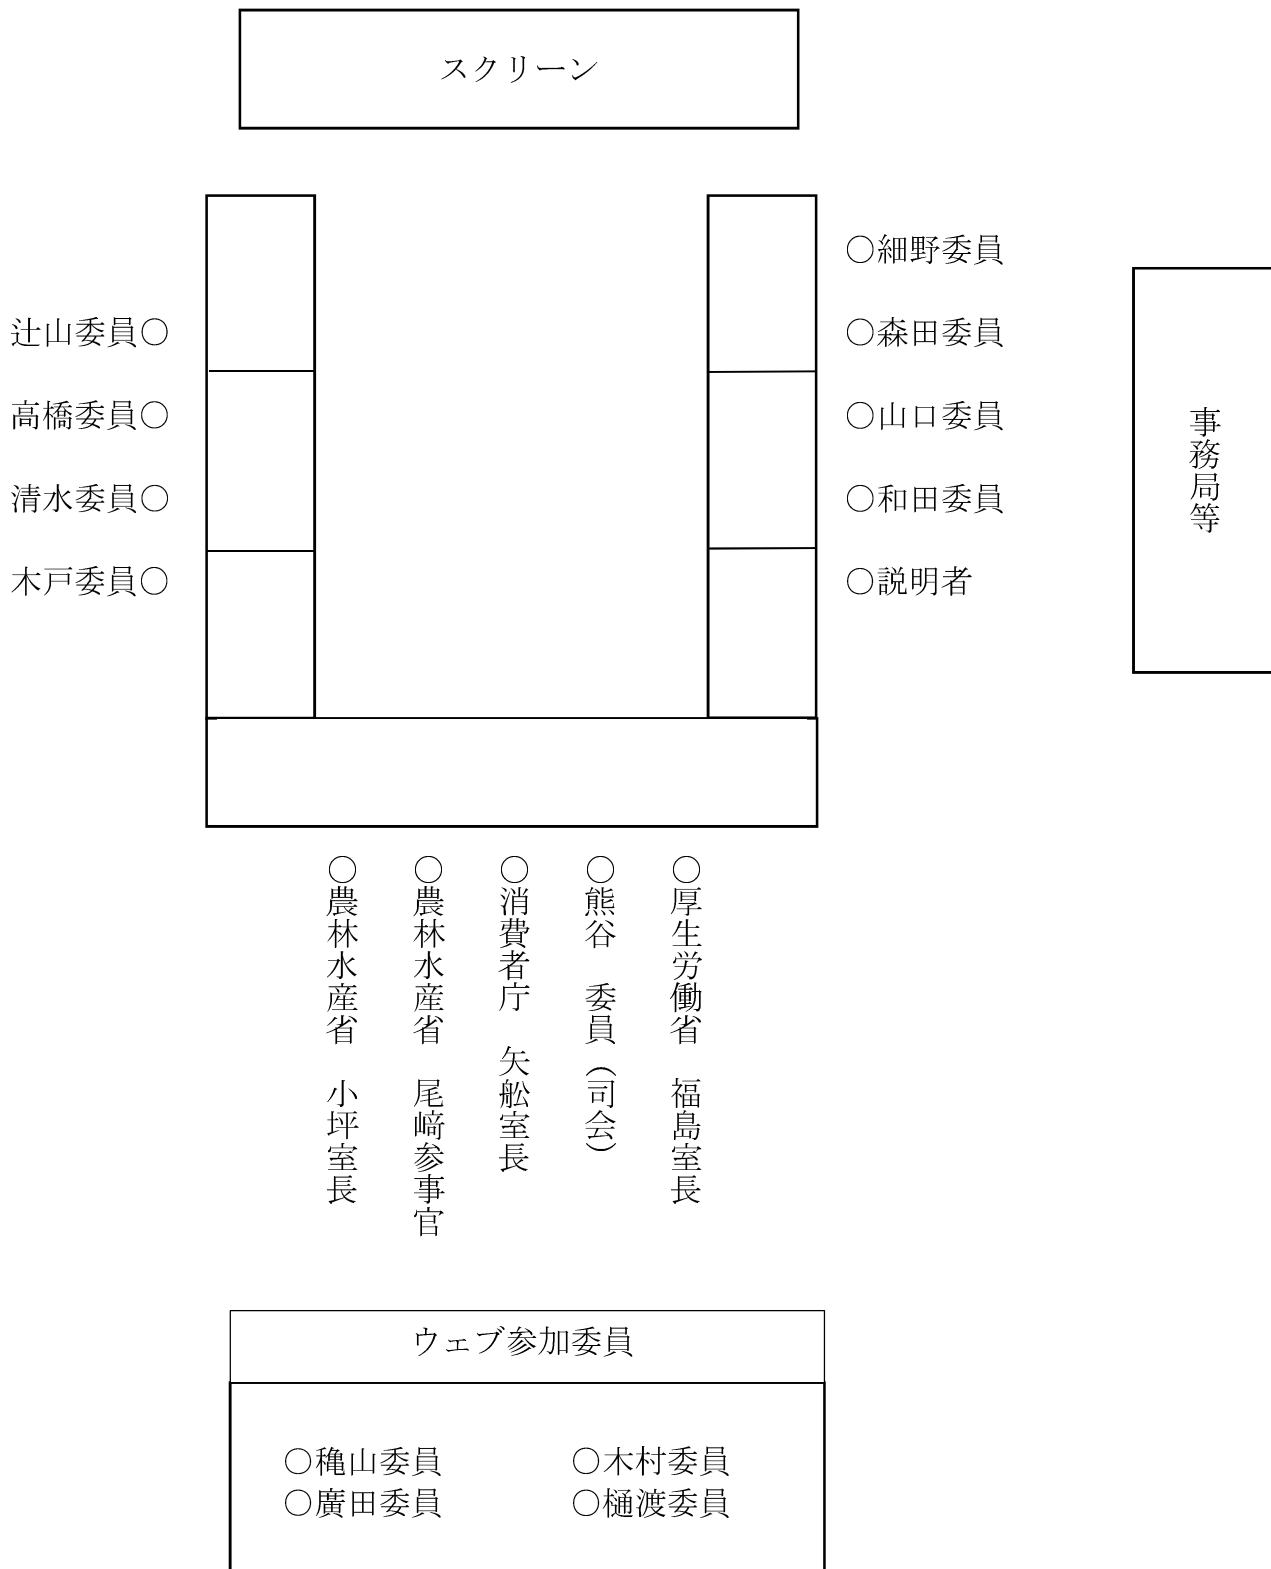 スクリーン
○細野委員
辻山委員○
○森田委員
高橋委員○
○山口委員
清水委員○
○和田委員
木戸委員○
○説明者
事務局等
○厚生労働省 福島室長
○熊谷 委員(司会)
○消費者庁 矢舩室長
○農林水産省 尾﨑参事官
○農林水産省 小坪室長
ウェブ参加委員
○穐山委員 ○木村委員
○廣田委員 ○樋渡委員